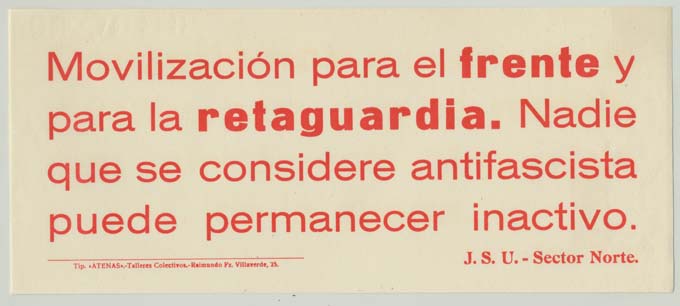 Movilización para el frente y
para la retaguardia. Nadie
que se considere antifascista
puede permanecer inactivo.
J. S. U. - Sector Norte.
Tip. «ATENAS».-Talleres Colectivos.-Raimundo Fz. Villaverde, 25.